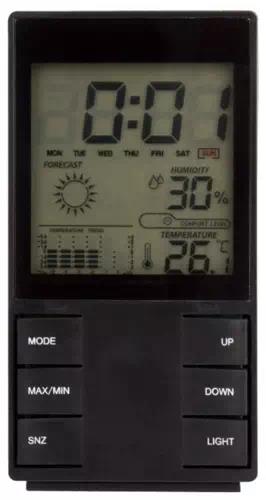 0:01
MON TUE WED THU FRI SAT SUN
FORECAST
HUMIDITY
30%
COMFORT LEVEL
TEMPERATURE TREND
TEMPERATURE
26.1°C
MODE UP
MAX/MIN DOWN
SNZ LIGHT